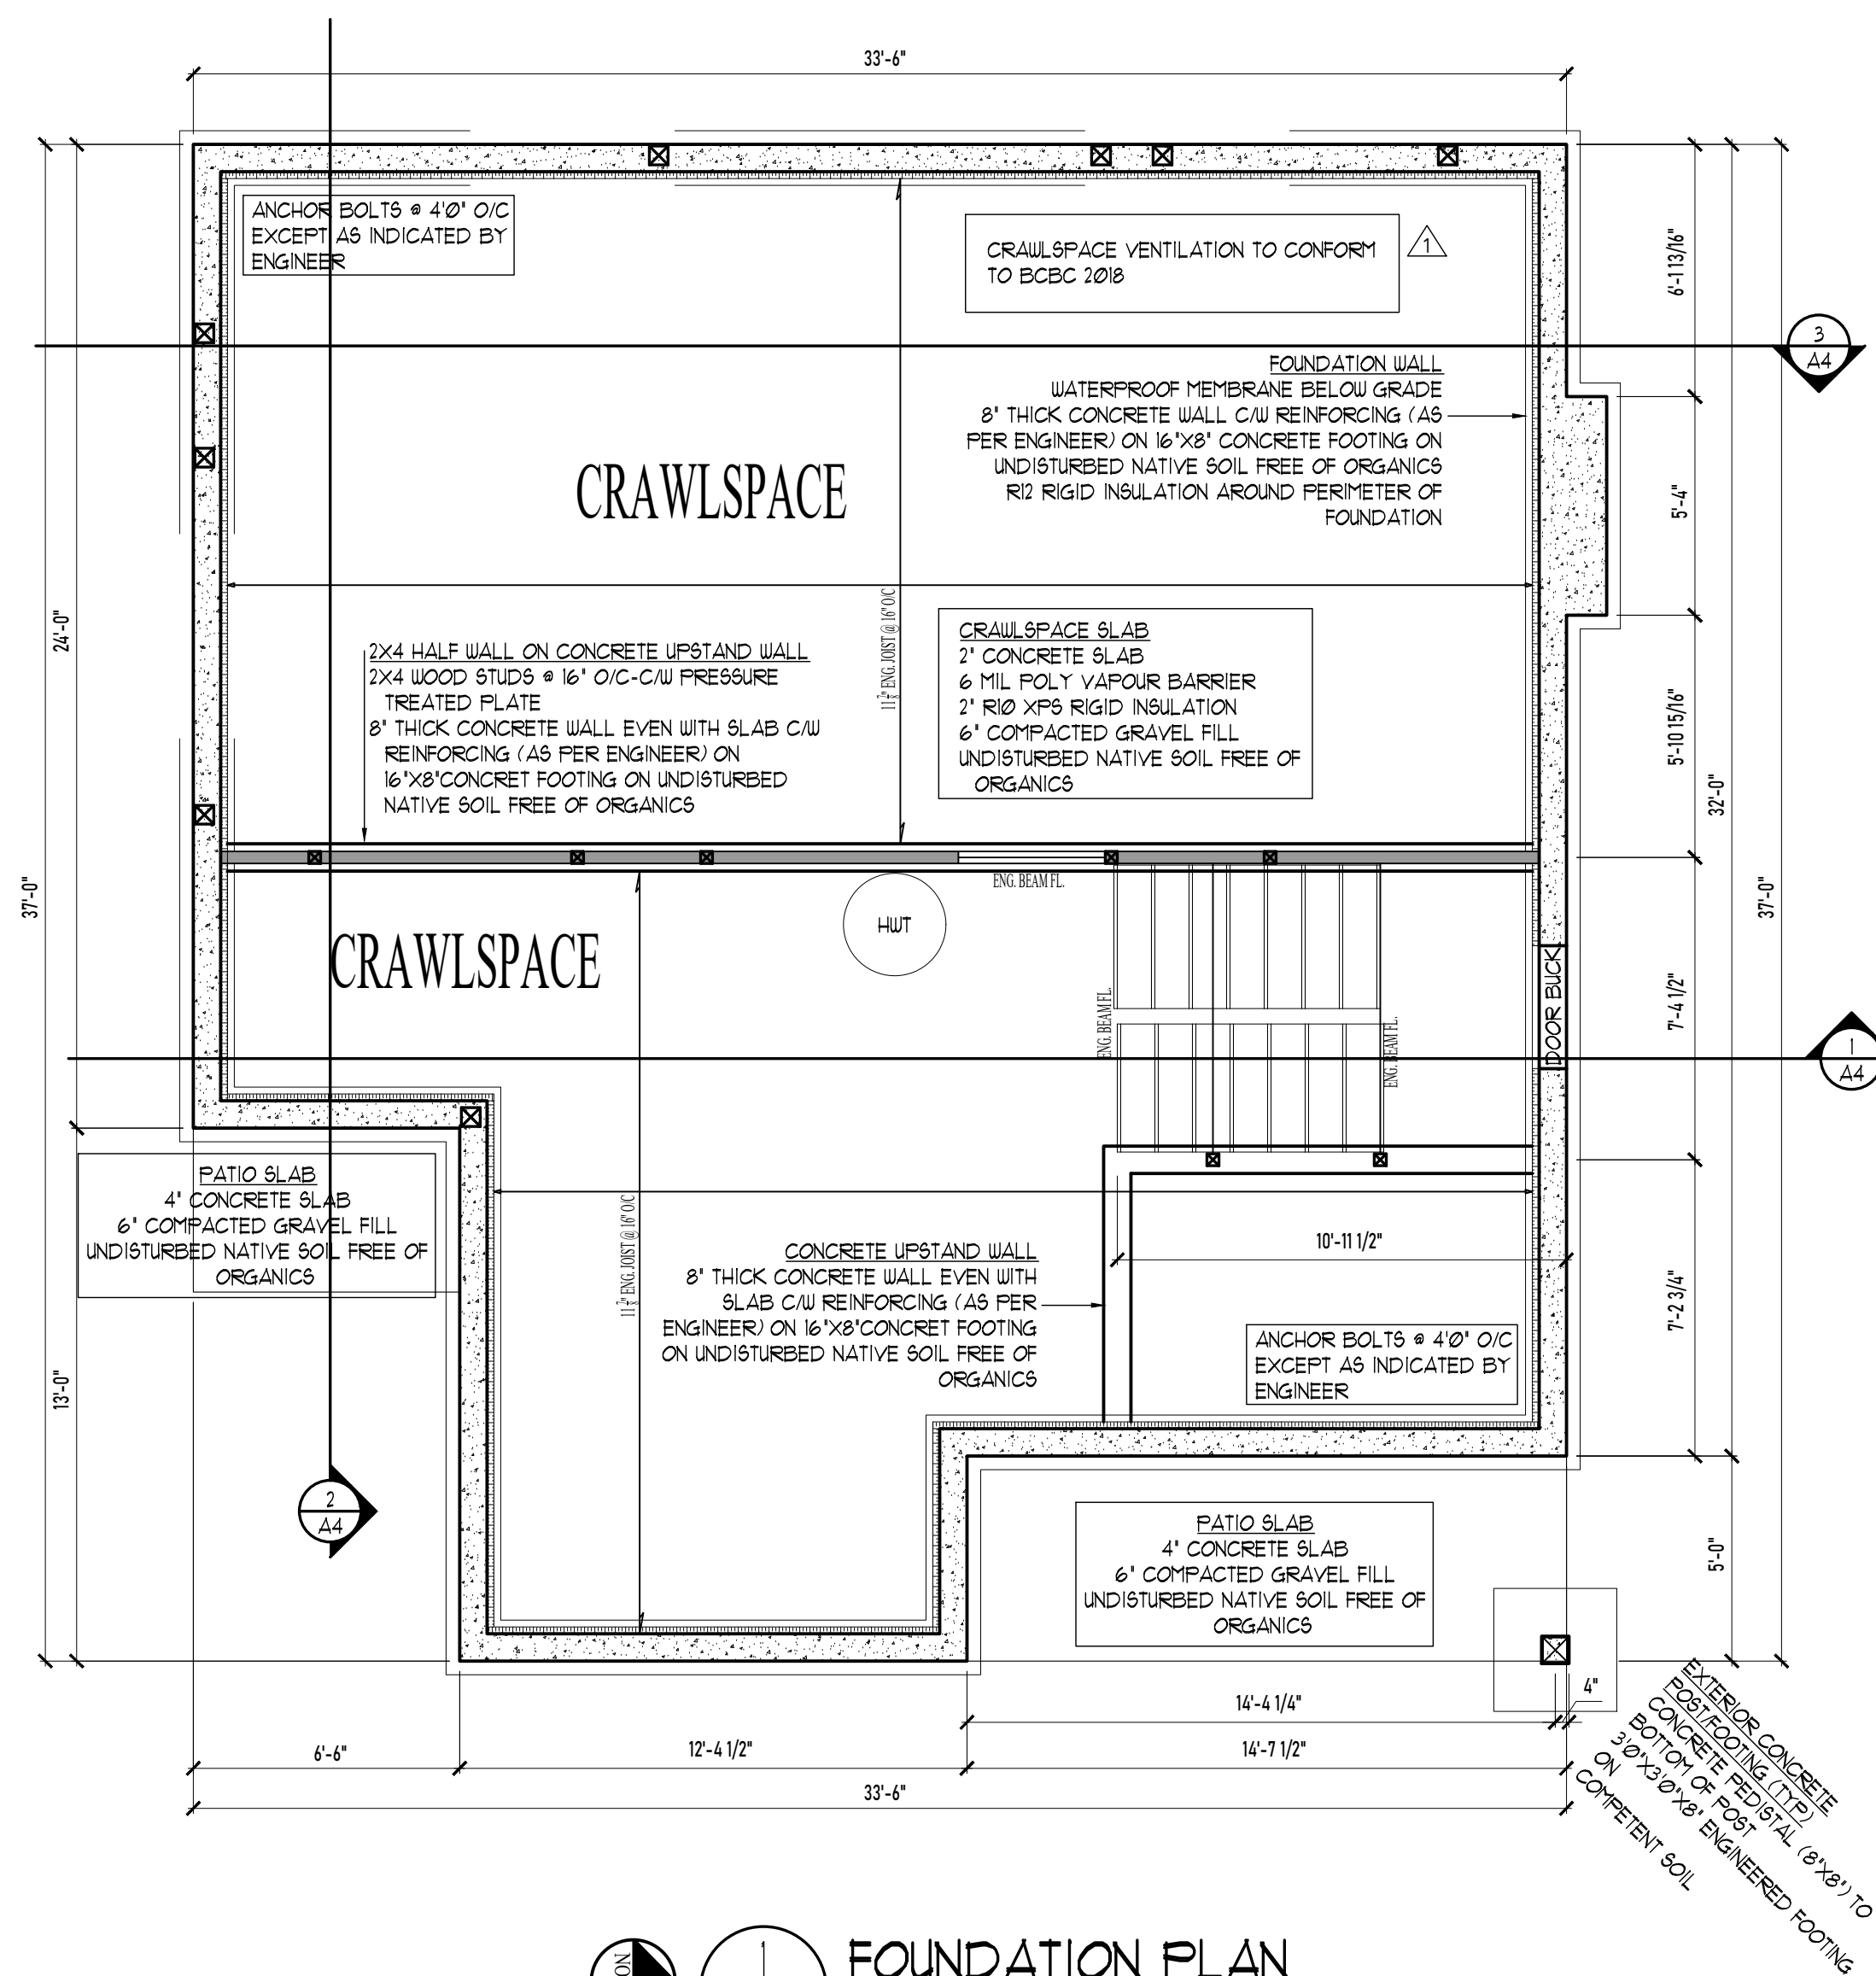 33'-6"
ANCHOR BOLTS @ 4'0" O/C
EXCEPT AS INDICATED BY
ENGINEER
CRAWLSPACE VENTILATION TO CONFORM
TO BCBC 2018
1
6'-1 13/16"
3
A4
FOUNDATION WALL
WATERPROOF MEMBRANE BELOW GRADE
8" THICK CONCRETE WALL C/W REINFORCING (AS
PER ENGINEER) ON 16"X8" CONCRETE FOOTING ON
UNDISTURBED NATIVE SOIL FREE OF ORGANICS
R12 RIGID INSULATION AROUND PERIMETER OF
FOUNDATION
CRAWLSPACE
5'-4"
24'-0"
11 7/8" ENG. JOIST @ 16" O/C
2X4 HALF WALL ON CONCRETE UPSTAND WALL
2X4 WOOD STUDS @ 16" O/C-C/W PRESSURE
TREATED PLATE
8" THICK CONCRETE WALL EVEN WITH SLAB C/W
REINFORCING (AS PER ENGINEER) ON
16"X8"CONCRET FOOTING ON UNDISTURBED
NATIVE SOIL FREE OF ORGANICS
CRAWLSPACE SLAB
2" CONCRETE SLAB
6 MIL POLY VAPOUR BARRIER
2" R10 XPS RIGID INSULATION
6" COMPACTED GRAVEL FILL
UNDISTURBED NATIVE SOIL FREE OF
ORGANICS
5'-10 15/16"
32'-0"
37'-0"
37'-0"
ENG. BEAM FL.
HWT
CRAWLSPACE
ENG. BEAM FL.
ENG. BEAM FL.
DOOR BUCK
7'-4 1/2"
1
A4
PATIO SLAB
4" CONCRETE SLAB
6" COMPACTED GRAVEL FILL
UNDISTURBED NATIVE SOIL FREE OF
ORGANICS
11 7/8" ENG. JOIST @ 16" O/C
10'-11 1/2"
CONCRETE UPSTAND WALL
8" THICK CONCRETE WALL EVEN WITH
SLAB C/W REINFORCING (AS PER
ENGINEER) ON 16"X8"CONCRET FOOTING
ON UNDISTURBED NATIVE SOIL FREE OF
ORGANICS
7'-2 3/4"
ANCHOR BOLTS @ 4'0" O/C
EXCEPT AS INDICATED BY
ENGINEER
13'-0"
2
A4
PATIO SLAB
4" CONCRETE SLAB
6" COMPACTED GRAVEL FILL
UNDISTURBED NATIVE SOIL FREE OF
ORGANICS
5'-0"
EXTERIOR CONCRETE
POST/FOOTING (TYP)
CONCRETE PEDISTAL (8"X8") TO
BOTTOM OF POST
3'0"X3'0"X8" ENGINEERED FOOTING
ON
COMPETENT SOIL
14'-4 1/4"
4"
6'-6"
12'-4 1/2"
14'-7 1/2"
33'-6"
1
FOUNDATION PLAN